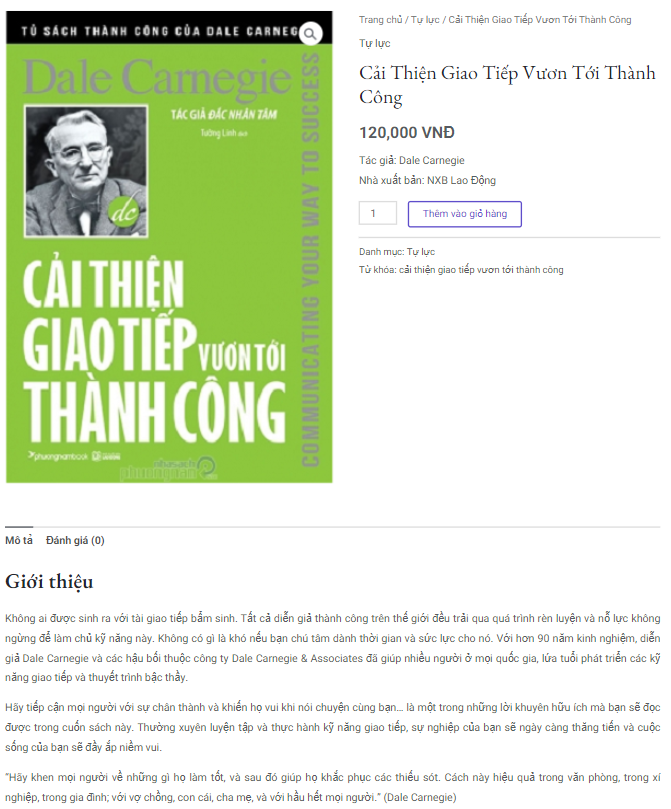 TỦ SÁCH THÀNH CÔNG CỦA DALE CARNEG
Dale Carnegie
TÁC GIẢ ĐẮC NHÂN TÂM
Tường Linh dịch
dc
CẢI THIỆN
GIAO TIẾP VƯƠN TỚI
THÀNH CÔNG
COMMUNICATING YOUR WAY TO SUCCESS
phuongnambook
Trang chủ / Tự lực / Cải Thiện Giao Tiếp Vươn Tới Thành Công
Tự lực
Cải Thiện Giao Tiếp Vươn Tới Thành
Công
120,000 VNĐ
Tác giả: Dale Carnegie
Nhà xuất bản: NXB Lao Động
1 Thêm vào giỏ hàng
Danh mục: Tự lực
Từ khóa: cải thiện giao tiếp vươn tới thành công
Mô tả Đánh giá (0)
Giới thiệu
Không ai được sinh ra với tài giao tiếp bẩm sinh. Tất cả diễn giả thành công trên thế giới đều trải qua quá trình rèn luyện và nỗ lực không
ngừng để làm chủ kỹ năng này. Không có gì là khó nếu bạn chú tâm dành thời gian và sức lực cho nó. Với hơn 90 năm kinh nghiệm, diễn
giả Dale Carnegie và các hậu bối thuộc công ty Dale Carnegie & Associates đã giúp nhiều người ở mọi quốc gia, lứa tuổi phát triển các kỹ
năng giao tiếp và thuyết trình bậc thầy.
Hãy tiếp cận mọi người với sự chân thành và khiến họ vui khi nói chuyện cùng bạn… là một trong những lời khuyên hữu ích mà bạn sẽ đọc
được trong cuốn sách này. Thường xuyên luyện tập và thực hành kỹ năng giao tiếp, sự nghiệp của bạn sẽ ngày càng thăng tiến và cuộc
sống của bạn sẽ đầy ắp niềm vui.
“Hãy khen mọi người về những gì họ làm tốt, và sau đó giúp họ khắc phục các thiếu sót. Cách này hiệu quả trong văn phòng, trong xí
nghiệp, trong gia đình; với vợ chồng, con cái, cha mẹ, và với hầu hết mọi người.” (Dale Carnegie)